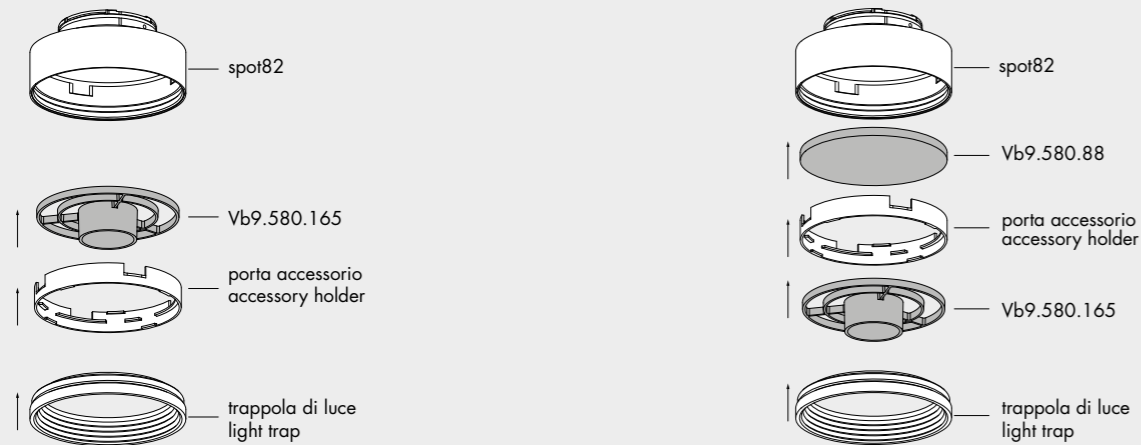 spot82
Vb9.580.165
porta accessorio
accessory holder
trappola di luce
light trap
spot82
Vb9.580.88
porta accessorio
accessory holder
Vb9.580.165
trappola di luce
light trap